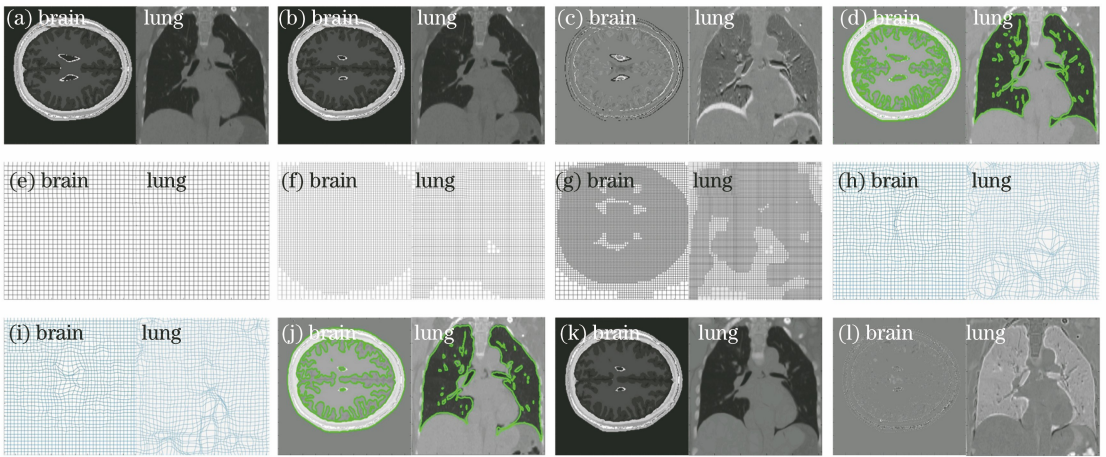 (a) brain lung
(b) brain lung
(c) brain lung
(d) brain lung
(e) brain lung
(f) brain lung
(g) brain lung
(h) brain lung
(i) brain lung
(j) brain lung
(k) brain lung
(l) brain lung